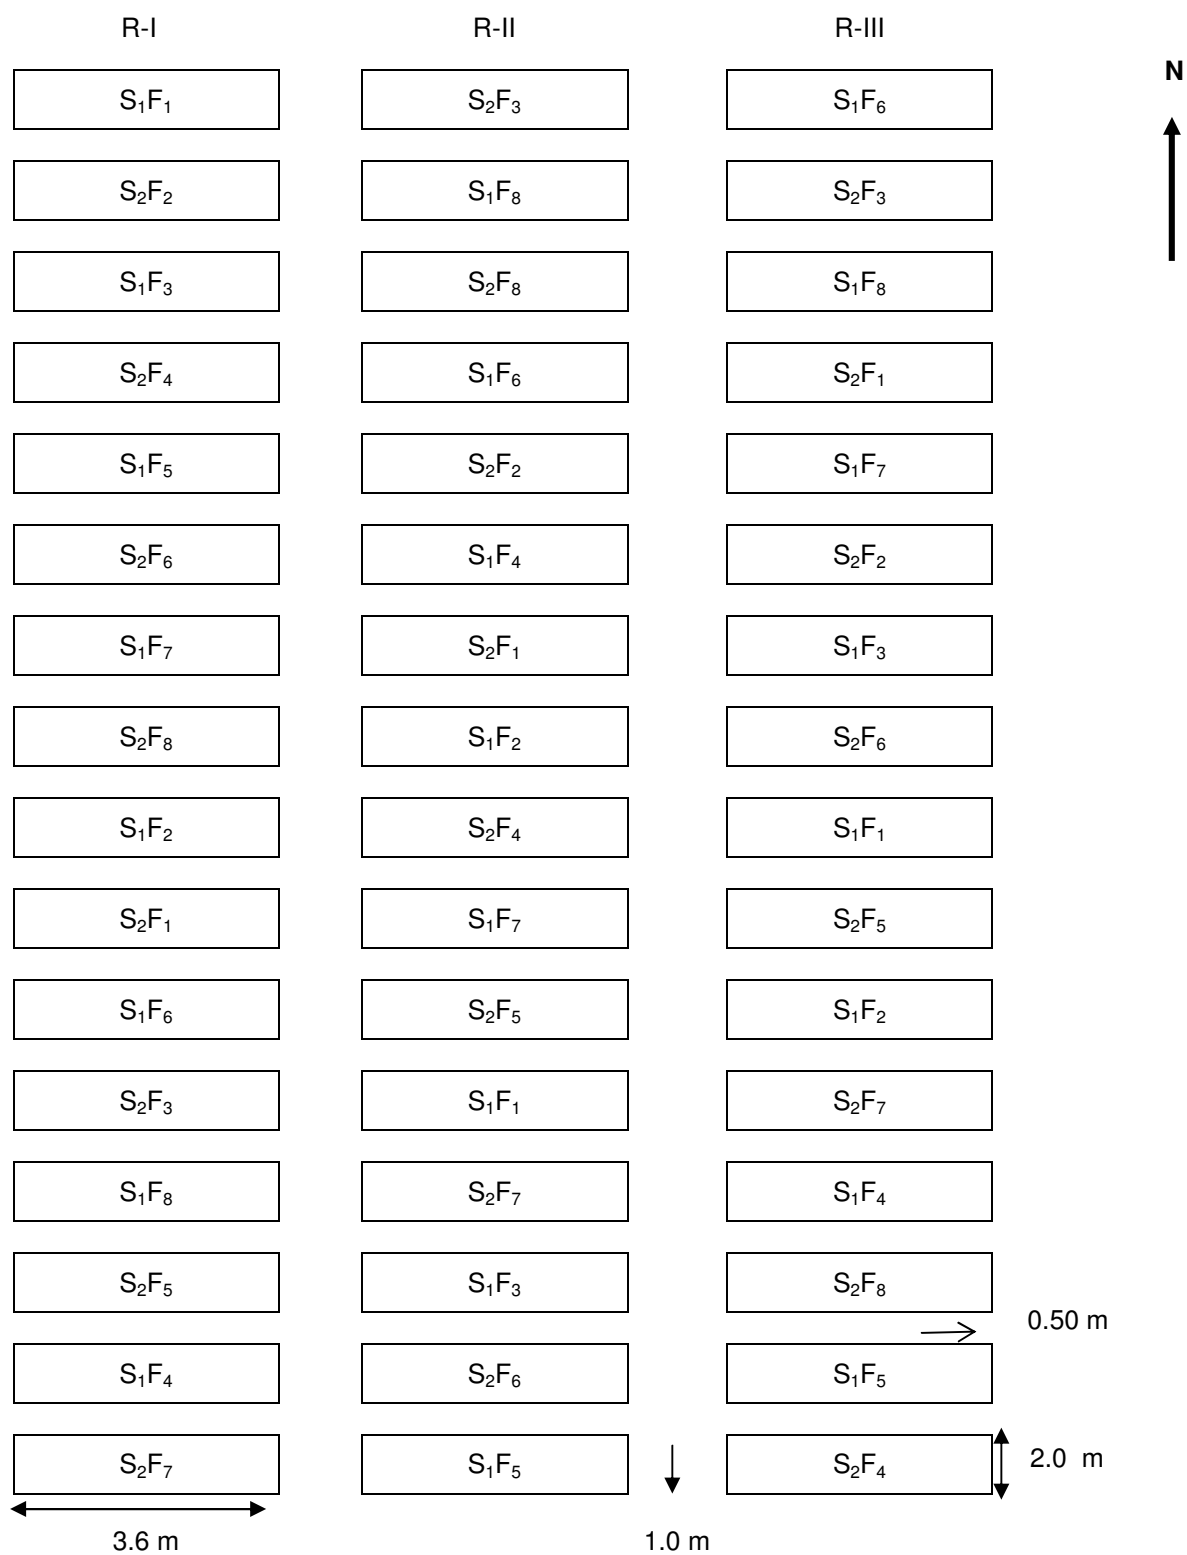 R-I R-II R-III
N
S₁F₁ S₂F₃ S₁F₆
S₂F₂ S₁F₈ S₂F₃
S₁F₃ S₂F₈ S₁F₈
S₂F₄ S₁F₆ S₂F₁
S₁F₅ S₂F₂ S₁F₇
S₂F₆ S₁F₄ S₂F₂
S₁F₇ S₂F₁ S₁F₃
S₂F₈ S₁F₂ S₂F₆
S₁F₂ S₂F₄ S₁F₁
S₂F₁ S₁F₇ S₂F₅
S₁F₆ S₂F₅ S₁F₂
S₂F₃ S₁F₁ S₂F₇
S₁F₈ S₂F₇ S₁F₄
S₂F₅ S₁F₃ S₂F₈
0.50 m
S₁F₄ S₂F₆ S₁F₅
S₂F₇ S₁F₅ S₂F₄ 2.0 m
3.6 m 1.0 m